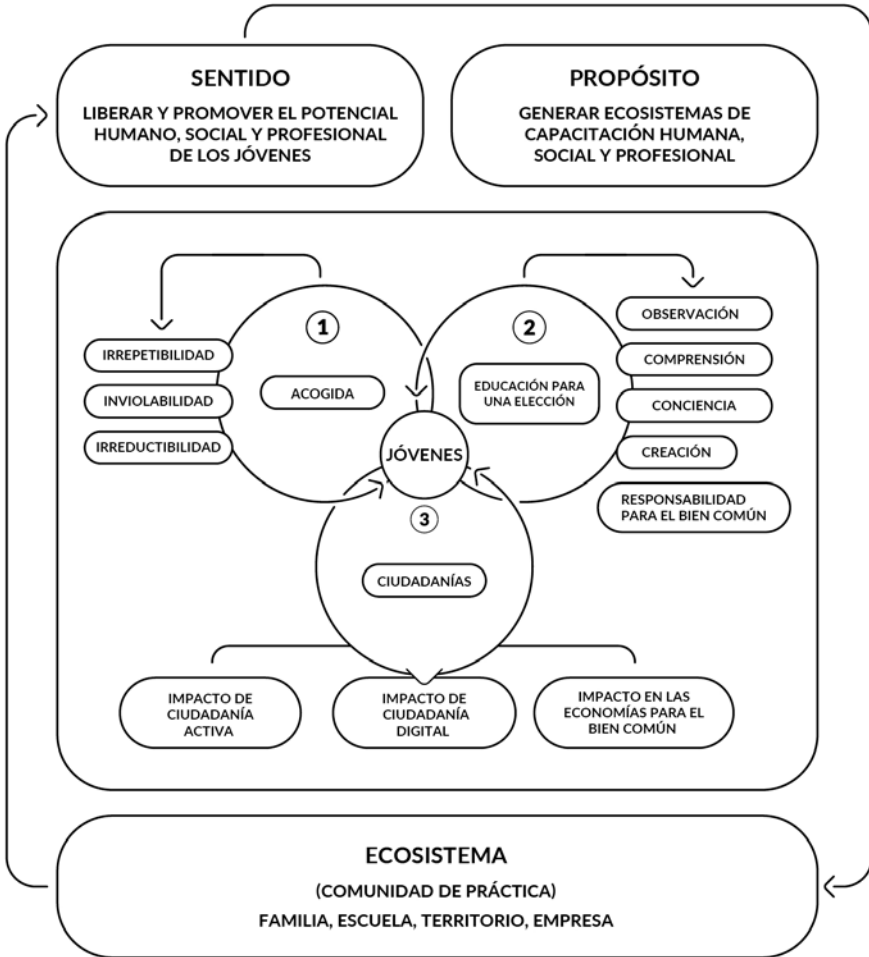 SENTIDO
LIBERAR Y PROMOVER EL POTENCIAL
HUMANO, SOCIAL Y PROFESIONAL
DE LOS JÓVENES
PROPÓSITO
GENERAR ECOSISTEMAS DE
CAPACITACIÓN HUMANA,
SOCIAL Y PROFESIONAL
1
ACOGIDA
IRREPETIBILIDAD
INVIOLABILIDAD
IRREDUCTIBILIDAD
2
EDUCACIÓN PARA
UNA ELECCIÓN
OBSERVACIÓN
COMPRENSIÓN
CONCIENCIA
CREACIÓN
RESPONSABILIDAD
PARA EL BIEN COMÚN
JÓVENES
3
CIUDADANÍAS
IMPACTO DE
CIUDADANÍA
ACTIVA
IMPACTO DE
CIUDADANÍA
DIGITAL
IMPACTO EN LAS
ECONOMÍAS PARA EL
BIEN COMÚN
ECOSISTEMA
(COMUNIDAD DE PRÁCTICA)
FAMILIA, ESCUELA, TERRITORIO, EMPRESA